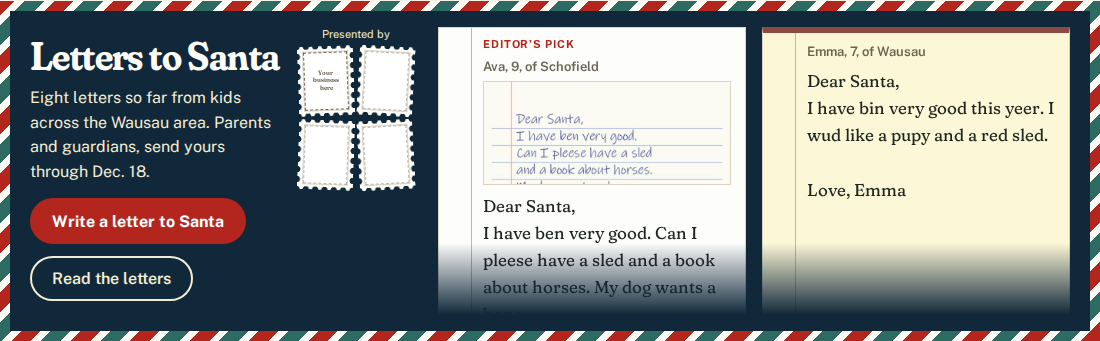 Letters to Santa
Eight letters so far from kids
across the Wausau area. Parents
and guardians, send yours
through Dec. 18.
Write a letter to Santa
Read the letters
Presented by
Your
business
here
EDITOR'S PICK
Ava, 9, of Schofield
Dear Santa,
I have ben very good.
Can I pleese have a sled
and a book about horses.
Dear Santa,
I have ben very good. Can I
pleese have a sled and a book
about horses. My dog wants a
Emma, 7, of Wausau
Dear Santa,
I have bin very good this yeer. I
wud like a pupy and a red sled.
Love, Emma